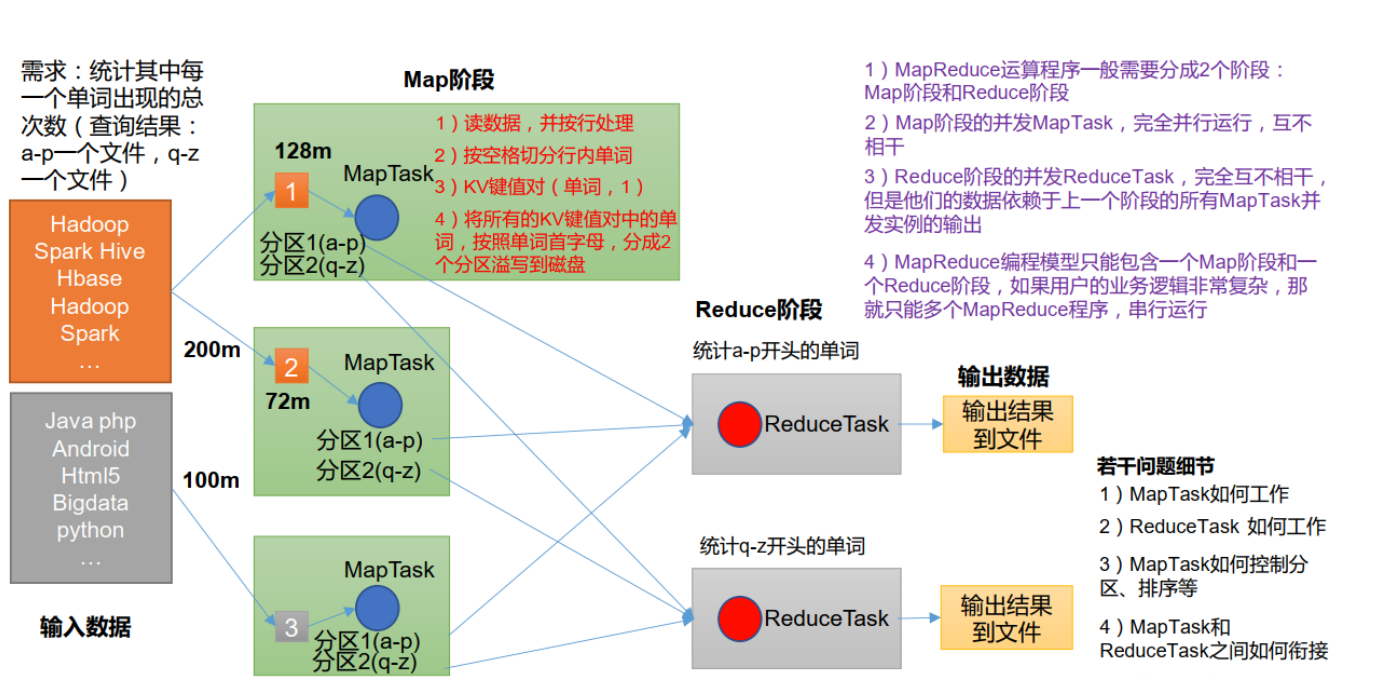 需求：统计其中每
一个单词出现的总
次数（查询结果：
a-p一个文件，q-z
一个文件）
Hadoop
Spark Hive
Hbase
Hadoop
Spark
…
200m
Java php
Android
Html5
Bigdata
python
…
100m
输入数据
Map阶段
128m
1
MapTask
分区1(a-p)
分区2(q-z)
1）读数据，并按行处理
2）按空格切分行内单词
3）KV键值对（单词，1）
4）将所有的KV键值对中的单
词，按照单词首字母，分成2
个分区溢写到磁盘
2
72m
MapTask
分区1(a-p)
分区2(q-z)
3
MapTask
分区1(a-p)
分区2(q-z)
Reduce阶段
统计a-p开头的单词
ReduceTask
统计q-z开头的单词
ReduceTask
输出数据
输出结果
到文件
输出结果
到文件
1）MapReduce运算程序一般需要分成2个阶段：
Map阶段和Reduce阶段
2）Map阶段的并发MapTask，完全并行运行，互不
相干
3）Reduce阶段的并发ReduceTask，完全互不相干，
但是他们的数据依赖于上一个阶段的所有MapTask并
发实例的输出
4）MapReduce编程模型只能包含一个Map阶段和一
个Reduce阶段，如果用户的业务逻辑非常复杂，那
就只能多个MapReduce程序，串行运行
若干问题细节
1）MapTask如何工作
2）ReduceTask 如何工作
3）MapTask如何控制分
区、排序等
4）MapTask和
ReduceTask之间如何衔接